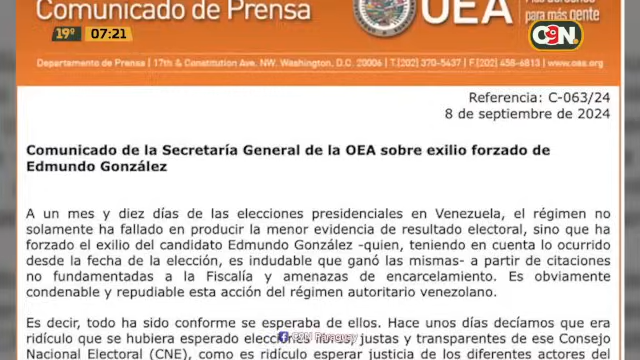 Comunicado de Prensa
OEA
para más gente
C9N
19º 07:21
Departamento de Prensa | 17th & Constitution Ave. NW. Washington, D.C. 20006 | T.(202) 370-5437 | F.(202) 458-6813 | www.oas.org
Referencia: C-063/24
8 de septiembre de 2024
Comunicado de la Secretaría General de la OEA sobre exilio forzado de
Edmundo González
A un mes y diez días de las elecciones presidenciales en Venezuela, el régimen no
solamente ha fallado en producir la menor evidencia de resultado electoral, sino que ha
forzado el exilio del candidato Edmundo González -quien, teniendo en cuenta lo ocurrido
desde la fecha de la elección, es indudable que ganó las mismas- a partir de citaciones
no fundamentadas a la Fiscalía y amenazas de encarcelamiento. Es obviamente
condenable y repudiable esta acción del régimen autoritario venezolano.
Es decir, todo ha sido conforme se esperaba de ellos. Hace unos días decíamos que era
ridículo que se hubiera esperado justas y transparentes de ese Consejo
Nacional Electoral (CNE), como es ridículo esperar justicia de los diferentes actores del